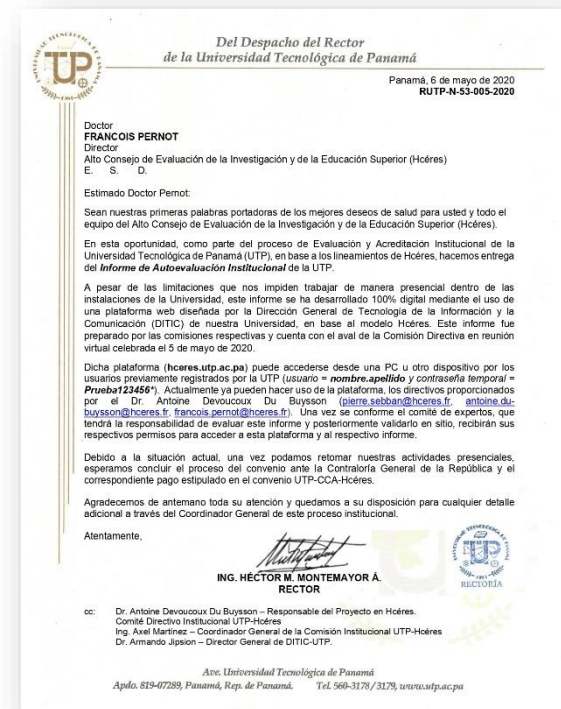 UTP
Del Despacho del Rector
de la Universidad Tecnológica de Panamá
Panamá, 6 de mayo de 2020
RUTP-N-53-005-2020
Doctor
FRANCOIS PERNOT
Director
Alto Consejo de Evaluación de la Investigación y de la Educación Superior (Hcéres)
E. S. D.
Estimado Doctor Pernot:
Sean nuestras primeras palabras portadoras de los mejores deseos de salud para usted y todo el
equipo del Alto Consejo de Evaluación de la Investigación y de la Educación Superior (Hcéres).
En esta oportunidad, como parte del proceso de Evaluación y Acreditación Institucional de la
Universidad Tecnológica de Panamá (UTP), en base a los lineamientos de Hcéres, hacemos entrega
del Informe de Autoevaluación Institucional de la UTP.
A pesar de las limitaciones que nos impiden trabajar de manera presencial dentro de las
instalaciones de la Universidad, este informe se ha desarrollado 100% digital mediante el uso de
una plataforma web diseñada por la Dirección General de Tecnología de la Información y la
Comunicación (DITIC) de nuestra Universidad, en base al modelo Hcéres. Este informe fue
preparado por las comisiones respectivas y cuenta con el aval de la Comisión Directiva en reunión
virtual celebrada el 5 de mayo de 2020.
Dicha plataforma (hceres.utp.ac.pa) puede accederse desde una PC u otro dispositivo por los
usuarios previamente registrados por la UTP (usuario = nombre.apellido y contraseña temporal =
Prueba123456*). Actualmente ya pueden hacer uso de la plataforma, los directivos proporcionados
por el Dr. Antoine Devoucoux Du Buysson (pierre.sebban@hceres.fr, antoine.du-
buysson@hceres.fr, francois.pernot@hceres.fr). Una vez se conforme el comité de expertos, que
tendrá la responsabilidad de evaluar este informe y posteriormente validarlo en sitio, recibirán sus
respectivos permisos para acceder a esta plataforma y al respectivo informe.
Debido a la situación actual, una vez podamos retomar nuestras actividades presenciales,
esperamos concluir el proceso del convenio ante la Contraloría General de la República y el
correspondiente pago estipulado en el convenio UTP-CCA-Hcéres.
Agradecemos de antemano toda su atención y quedamos a su disposición para cualquier detalle
adicional a través del Coordinador General de este proceso institucional.
Atentamente,
ING. HÉCTOR M. MONTEMAYOR Á.
RECTOR
UTP
RECTORÍA
cc: Dr. Antoine Devoucoux Du Buysson – Responsable del Proyecto en Hcéres.
Comité Directivo Institucional UTP-Hcéres
Ing. Axel Martínez – Coordinador General de la Comisión Institucional UTP-Hcéres
Dr. Armando Jipsion – Director General de DITIC-UTP.
Ave. Universidad Tecnológica de Panamá
Apdo. 819-07289, Panamá, Rep. de Panamá. Tel. 560-3178 / 3179, www.utp.ac.pa